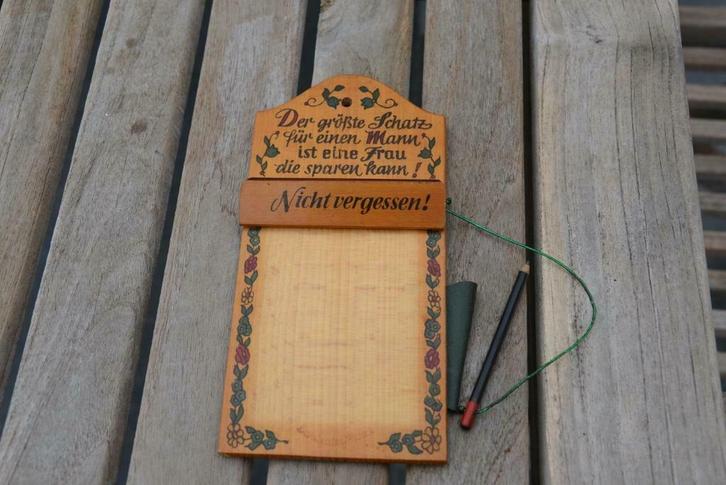 Der größte Schatz
für einen Mann
ist eine Frau
die sparen kann!
Nicht vergessen!